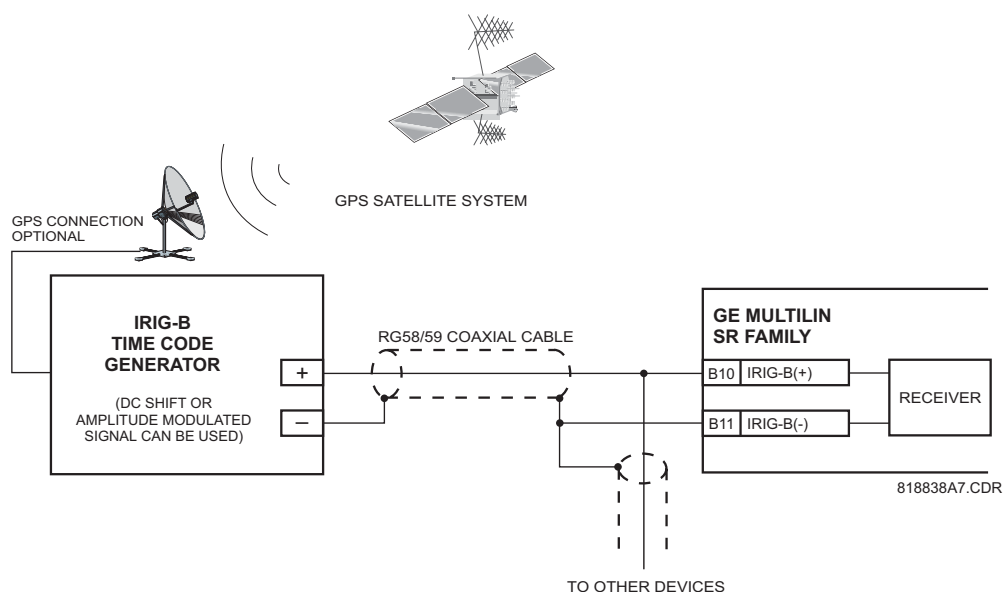 GPS SATELLITE SYSTEM
GPS CONNECTION
OPTIONAL
IRIG-B
TIME CODE
GENERATOR
(DC SHIFT OR
AMPLITUDE MODULATED
SIGNAL CAN BE USED)
+
–
RG58/59 COAXIAL CABLE
GE MULTILIN
SR FAMILY
B10 IRIG-B(+)
B11 IRIG-B(-)
RECEIVER
818838A7.CDR
TO OTHER DEVICES